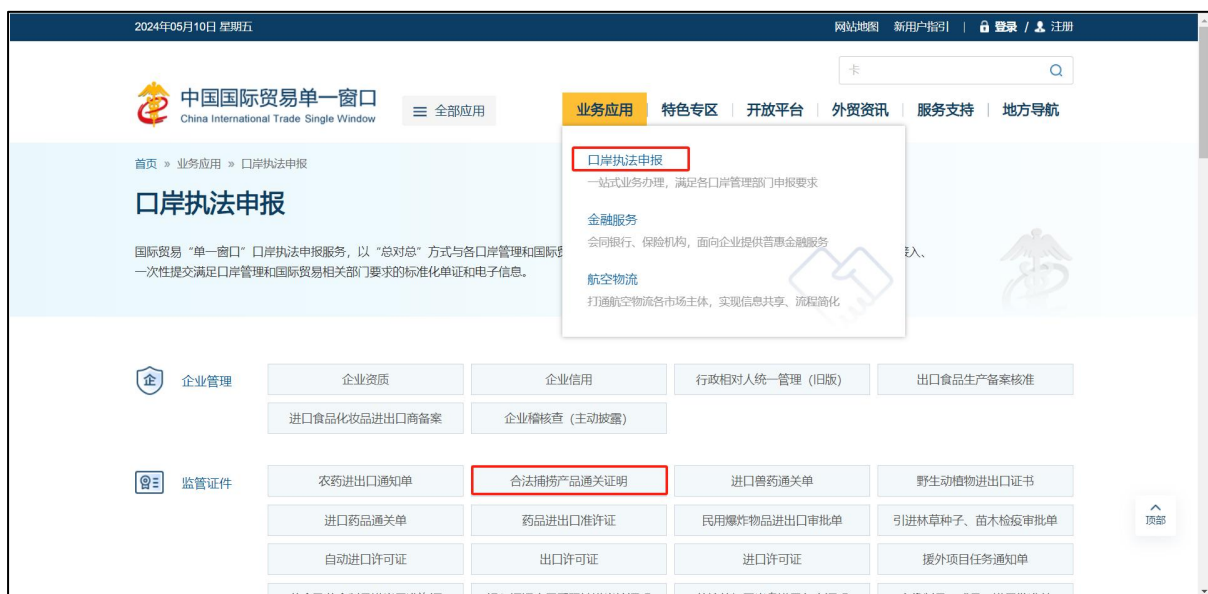 2024年05月10日 星期五
网站地图 新用户指引 | 登录 / 注册
卡
中国国际贸易单一窗口
China International Trade Single Window
全部应用
业务应用 特色专区 开放平台 外贸资讯 服务支持 地方导航
首页 » 业务应用 » 口岸执法申报
口岸执法申报
国际贸易“单一窗口”口岸执法申报服务，以“总对总”方式与各口岸管理和国际贸
一次性提交满足口岸管理和国际贸易相关部门要求的标准化单证和电子信息。
口岸执法申报
一站式业务办理，满足各口岸管理部门申报要求
金融服务
会同银行、保险机构，面向企业提供普惠金融服务
航空物流
打通航空物流各市场主体，实现信息共享、流程简化
企业管理
企业资质 企业信用 行政相对人统一管理（旧版） 出口食品生产备案核准
进口食品化妆品进出口商备案 企业稽核查（主动披露）
监管证件
农药进出口通知单 合法捕捞产品通关证明 进口兽药通关单 野生动植物进出口证书
进口药品通关单 药品进出口准许证 民用爆炸物品进出口审批单 引进林草种子、苗木检疫审批单
自动进口许可证 出口许可证 进口许可证 援外项目任务通知单
顶部